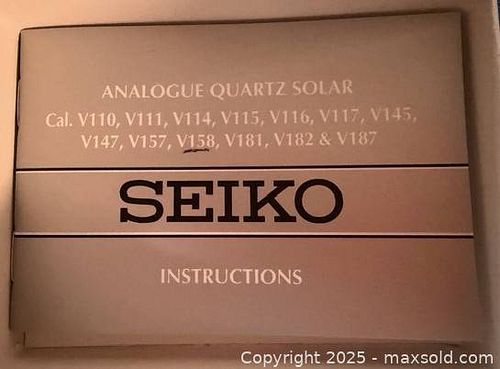 ANALOGUE QUARTZ SOLAR
Cal. V110, V111, V114, V115, V116, V117, V145,
V147, V157, V158, V181, V182 & V187
SEIKO
INSTRUCTIONS
Copyright © 2025 - maxsold.com